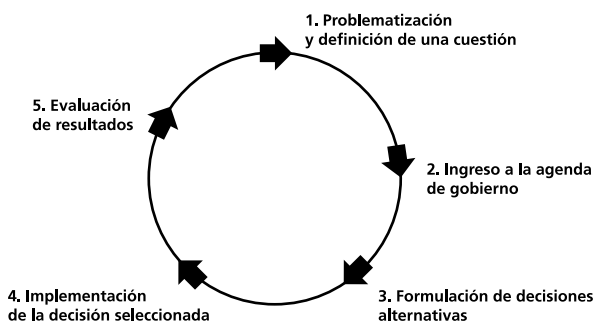 1. Problematización
y definición de una cuestión
2. Ingreso a la agenda
de gobierno
3. Formulación de decisiones
alternativas
4. Implementación
de la decisión seleccionada
5. Evaluación
de resultados